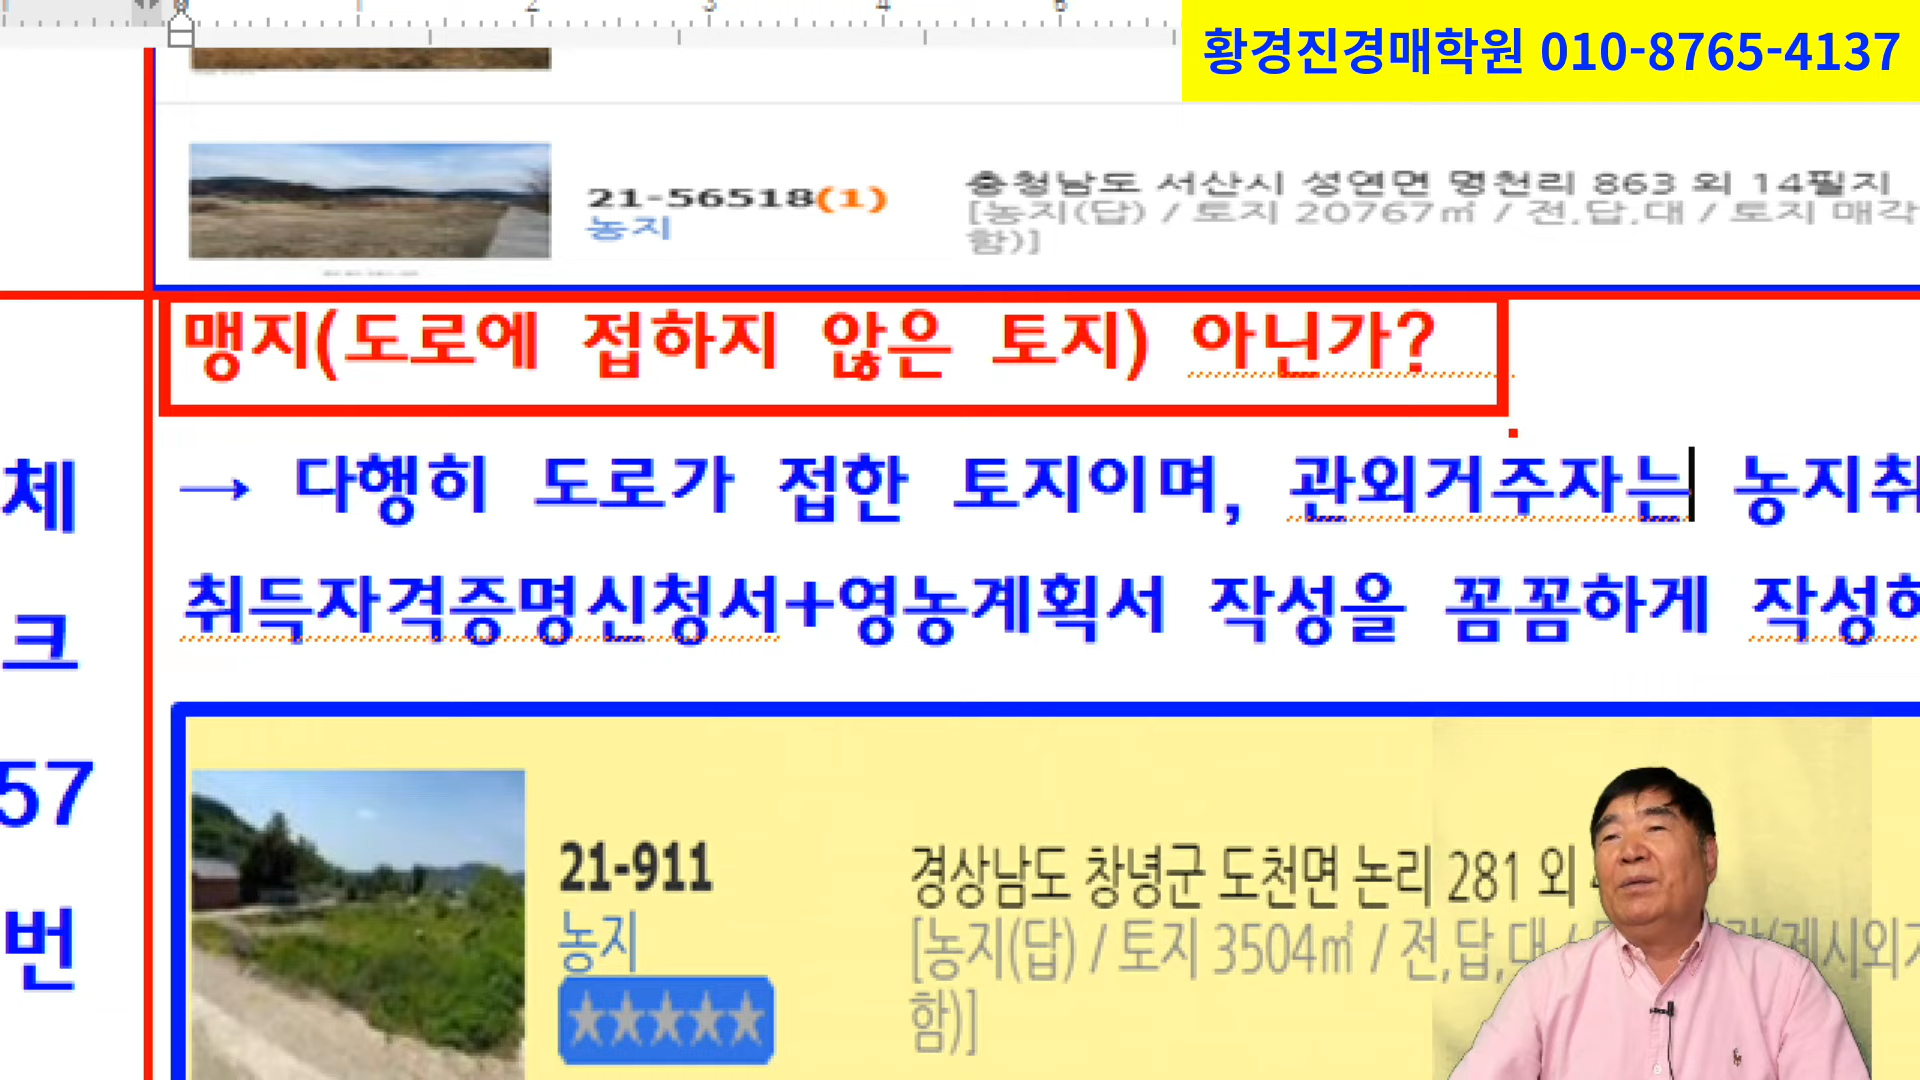 2 3 4 6
황경진경매학원 010-8765-4137
21-56518(1)
농지
충청남도 서산시 성연면 명천리 863 외 14필지
[농지(답) / 토지 20767㎡ / 전,답,대 / 토지 매각
함)]
맹지(도로에 접하지 않은 토지) 아닌가?
→ 다행히 도로가 접한 토지이며, 관외거주자는 농지취
취득자격증명신청서+영농계획서 작성을 꼼꼼하게 작성하
체
크
57
번
21-911
농지
★★★★★
경상남도 창녕군 도천면 논리 281 외
[농지(답) / 토지 3504㎡ / 전,답,대 /
함)]